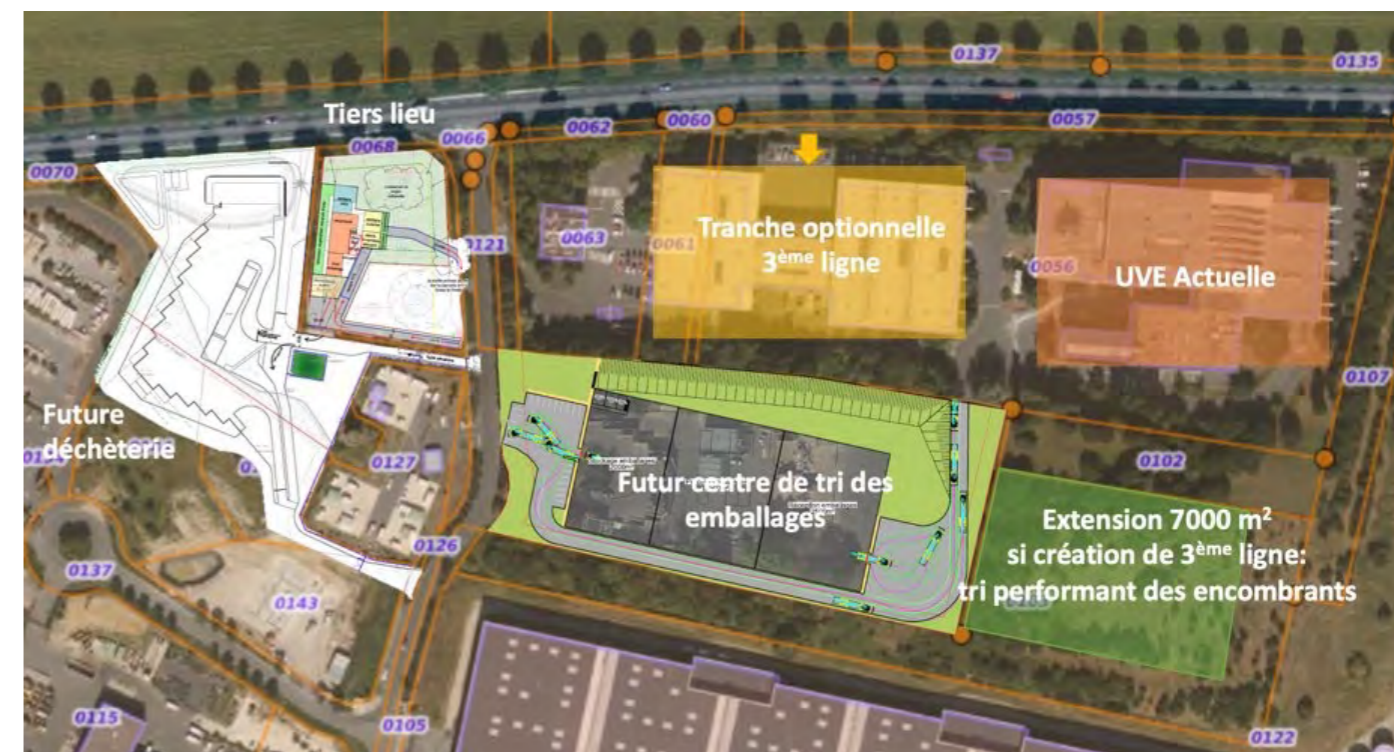 0137
0135
Tiers lieu
0066
0062
0060
0057
0068
0070
0121
0063
0061
Tranche optionnelle
3ème ligne
0056
UVE Actuelle
0107
Future
déchèterie
0127
0102
Futur centre de tri des
emballages
Extension 7000 m²
si création de 3ème ligne:
tri performant des encombrants
0126
0137
0143
0115
0105
0122